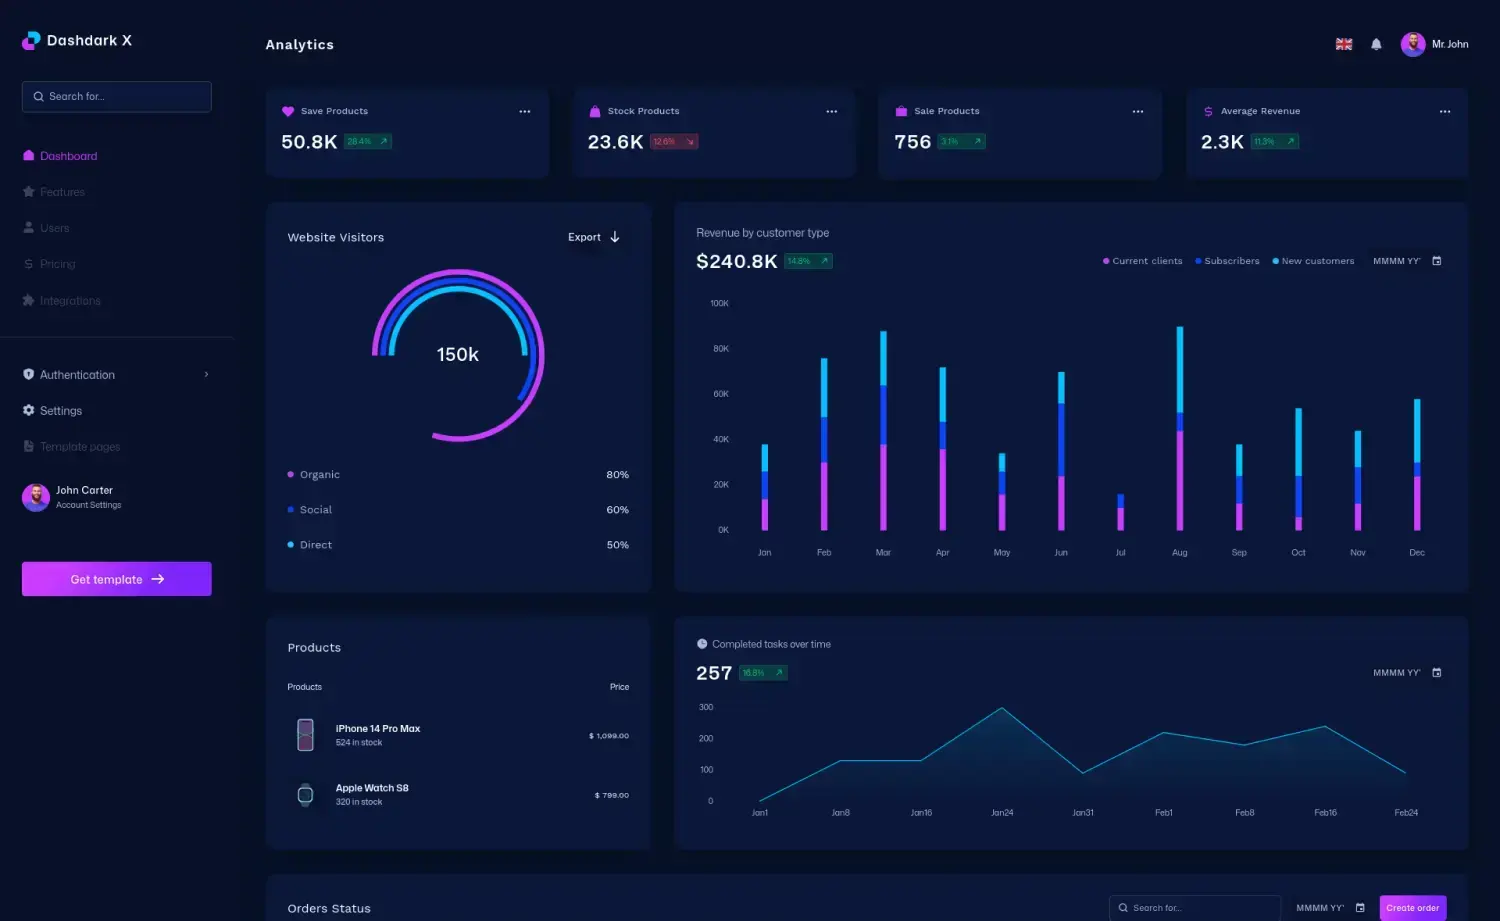 Dashdark X
Search for...
Dashboard
Features
Users
Pricing
Integrations
Authentication
Settings
Template pages
John Carter
Account Settings
Get template
Analytics
Mr. John
Save Products
50.8K 28.4%
Stock Products
23.6K 12.6%
Sale Products
756 3.1%
Average Revenue
2.3K 11.3%
Website Visitors
Export
150k
Organic 80%
Social 60%
Direct 50%
Revenue by customer type
$240.8K 14.8%
Current clients Subscribers New customers MMMM YY'
100K
80K
60K
40K
20K
0K
Jan Feb Mar Apr May Jun Jul Aug Sep Oct Nov Dec
Products
Products Price
iPhone 14 Pro Max
524 in stock
$ 1,099.00
Apple Watch S8
320 in stock
$ 799.00
Completed tasks over time
257 16.8%
MMMM YY'
300
200
100
0
Jan1 Jan8 Jan16 Jan24 Jan31 Feb1 Feb8 Feb16 Feb24
Orders Status
Search for...
MMMM YY'
Create order